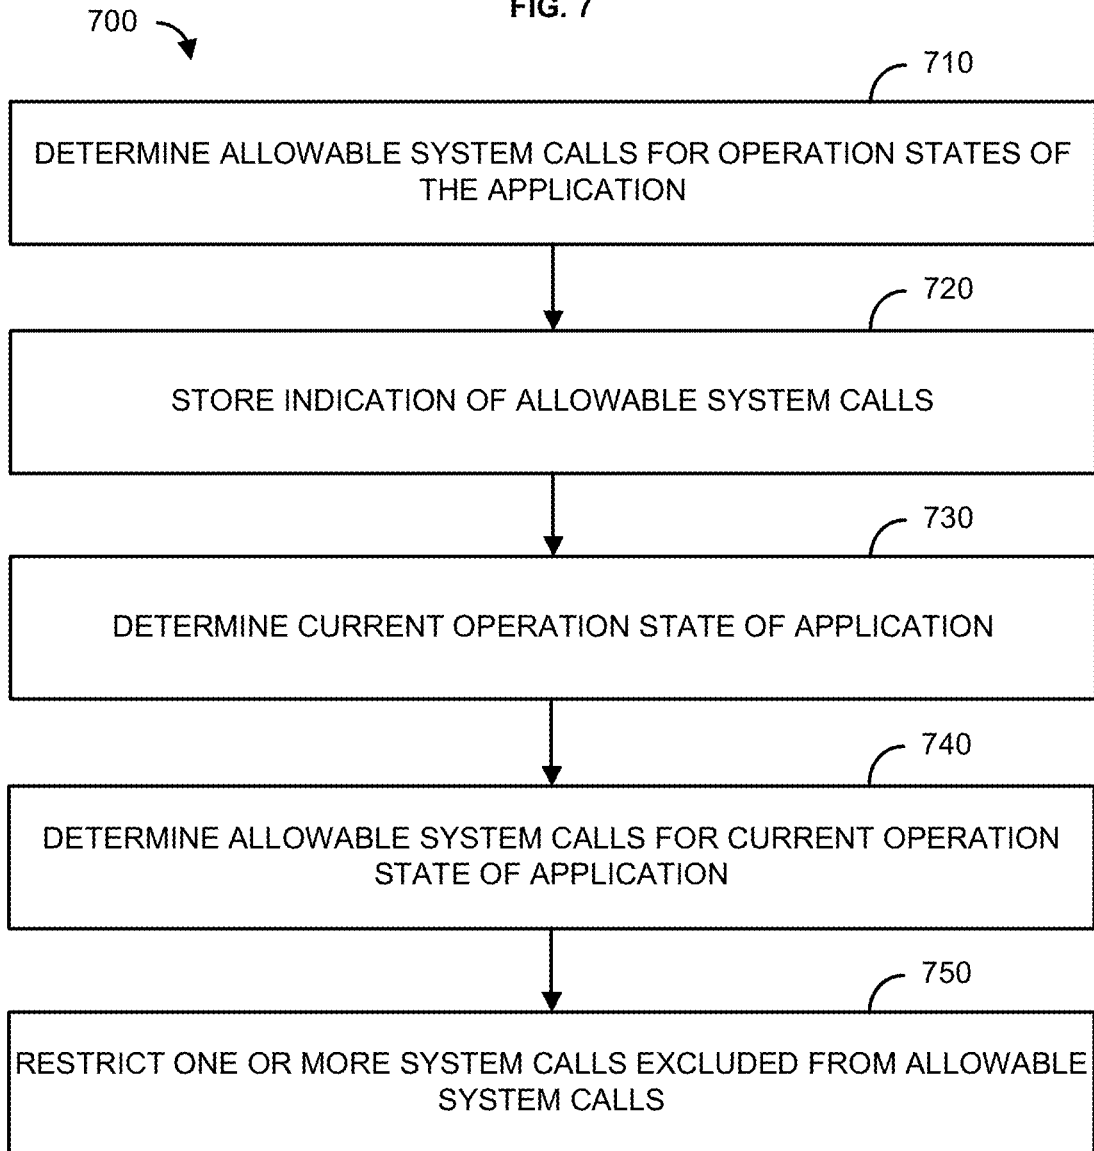 FIG. 7
700
710
DETERMINE ALLOWABLE SYSTEM CALLS FOR OPERATION STATES OF
THE APPLICATION
720
STORE INDICATION OF ALLOWABLE SYSTEM CALLS
730
DETERMINE CURRENT OPERATION STATE OF APPLICATION
740
DETERMINE ALLOWABLE SYSTEM CALLS FOR CURRENT OPERATION
STATE OF APPLICATION
750
RESTRICT ONE OR MORE SYSTEM CALLS EXCLUDED FROM ALLOWABLE
SYSTEM CALLS